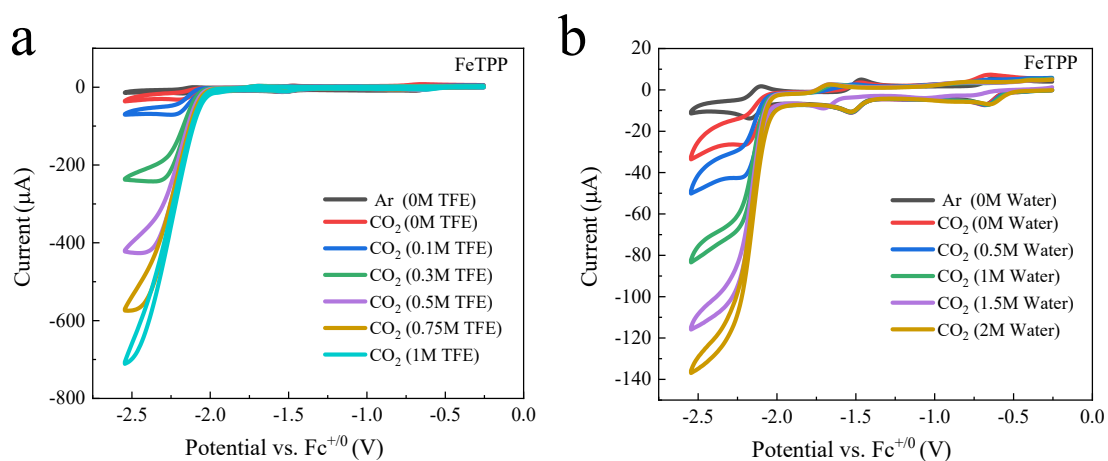 a
FeTPP
0
-200
-400
-600
-800
Current (μA)
Ar (0M TFE)
CO2 (0M TFE)
CO2 (0.1M TFE)
CO2 (0.3M TFE)
CO2 (0.5M TFE)
CO2 (0.75M TFE)
CO2 (1M TFE)
-2.5 -2.0 -1.5 -1.0 -0.5 0.0
Potential vs. Fc+/0 (V)
b
FeTPP
20
0
-20
-40
-60
-80
-100
-120
-140
Current (μA)
Ar (0M Water)
CO2 (0M Water)
CO2 (0.5M Water)
CO2 (1M Water)
CO2 (1.5M Water)
CO2 (2M Water)
-2.5 -2.0 -1.5 -1.0 -0.5 0.0
Potential vs. Fc+/0 (V)